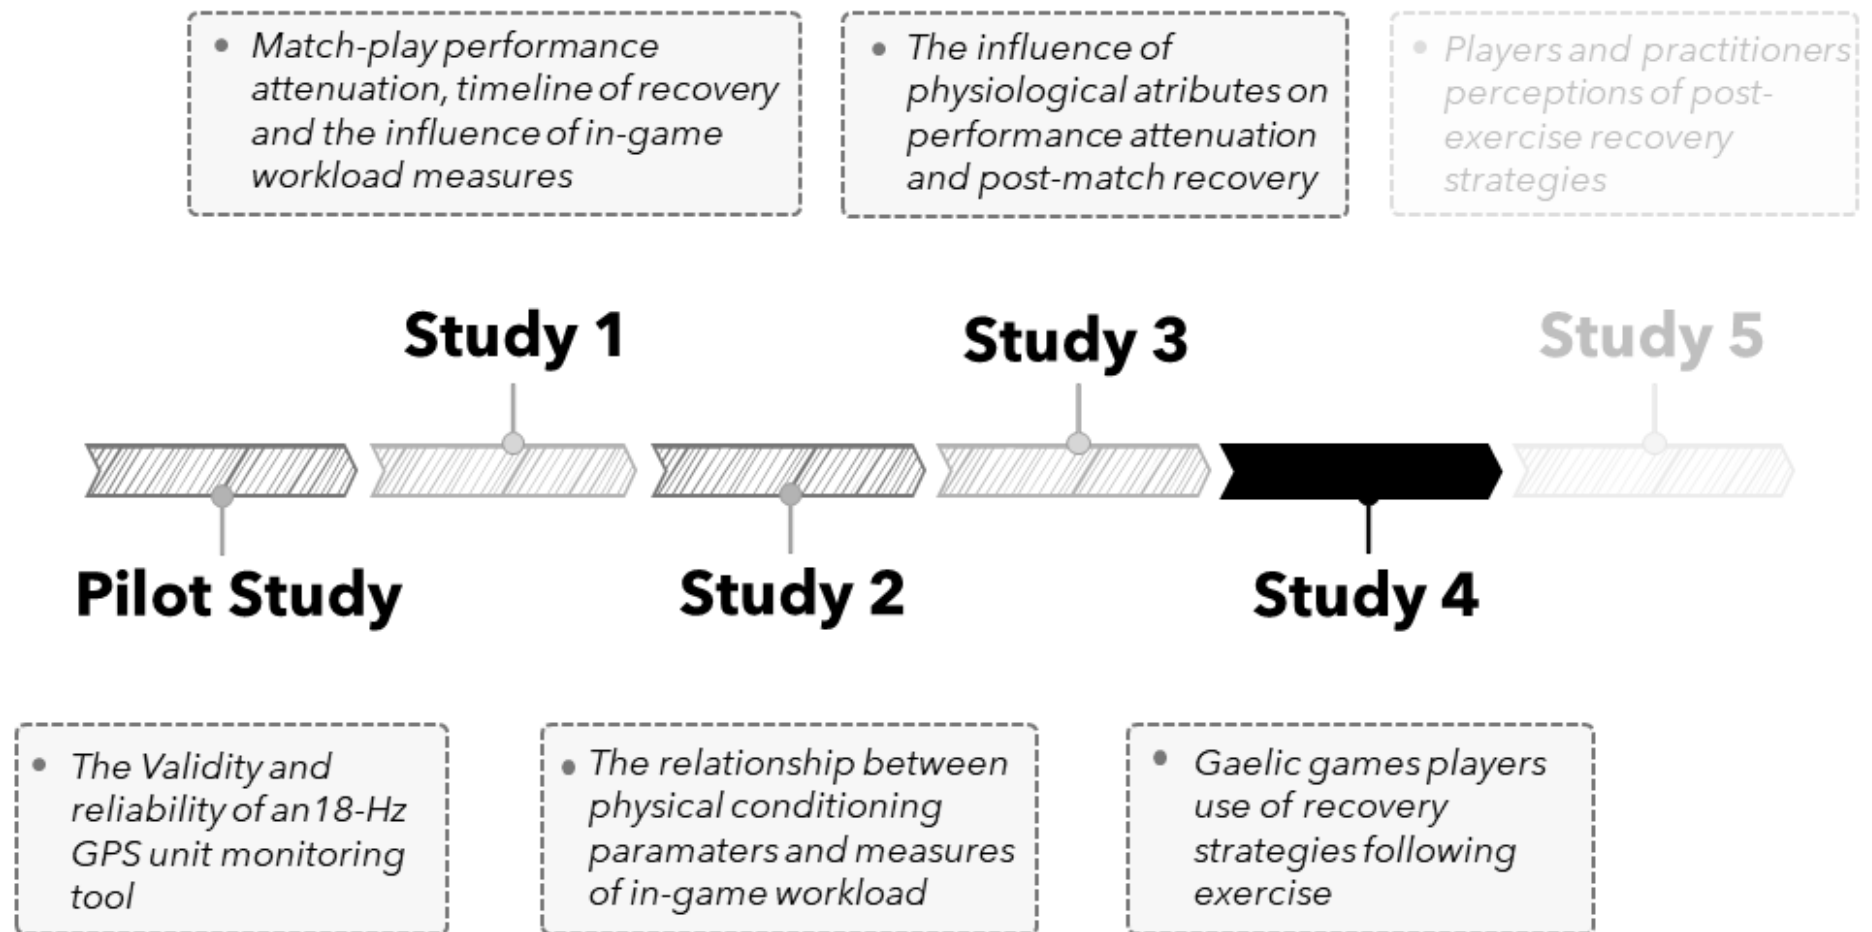 Match-play performance
attenuation, timeline of recovery
and the influence of in-game
workload measures
The influence of
physiological atributes on
performance attenuation
and post-match recovery
Players and practitioners
perceptions of post-
exercise recovery
strategies
Study 1
Study 3
Study 5
Pilot Study
Study 2
Study 4
The Validity and
reliability of an 18-Hz
GPS unit monitoring
tool
The relationship between
physical conditioning
paramaters and measures
of in-game workload
Gaelic games players
use of recovery
strategies following
exercise